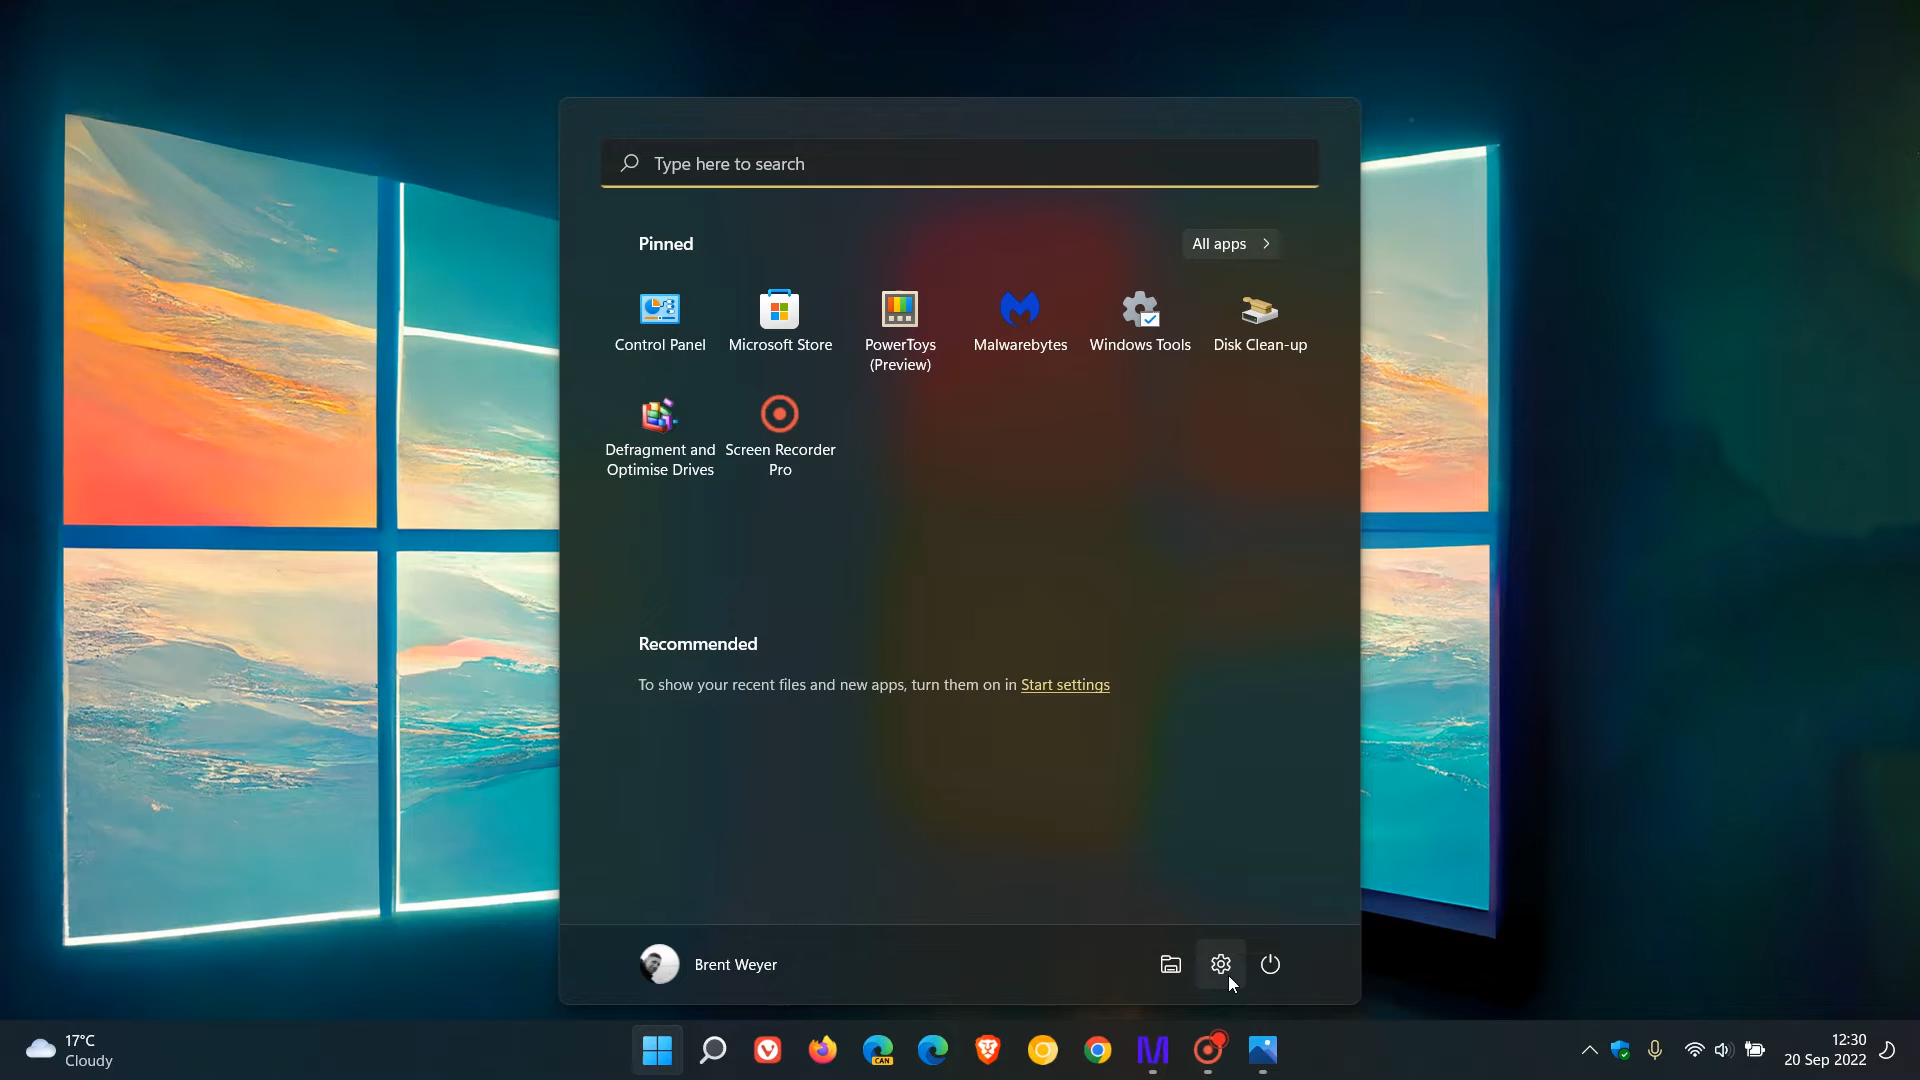 Type here to search
Pinned
All apps
Control Panel
Microsoft Store
PowerToys
(Preview)
Malwarebytes
Windows Tools
Disk Clean-up
Defragment and
Optimise Drives
Screen Recorder
Pro
Recommended
To show your recent files and new apps, turn them on in Start settings
Brent Weyer
17°C
Cloudy
CAN
12:30
20 Sep 2022